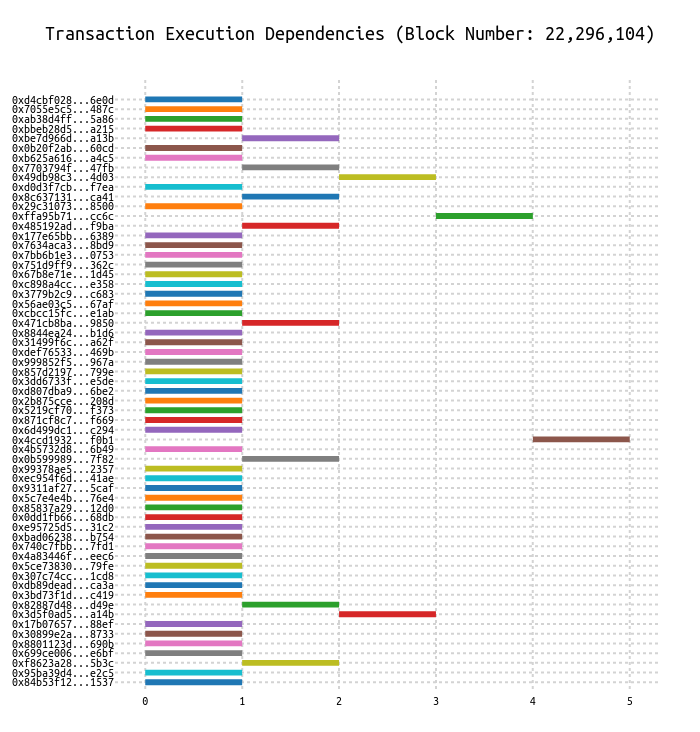 Transaction Execution Dependencies (Block Number: 22,296,104)
0xd4cbf028...6e0d
0x7055e5c5...487c
0xab38d4ff...5a86
0xbbeb28d5...a215
0xbe7d966d...a13b
0x0b20f2ab...60cd
0xb625a616...a4c5
0x7703794f...47fb
0x49db98c3...4d03
0xd0d3f7cb...f7ea
0x8c637131...ca41
0x29c31073...8500
0xffa95b71...cc6c
0x485192ad...f9ba
0x177e65bb...6389
0x7634aca3...8bd9
0x7bb6b1e3...0753
0x751d9ff9...362c
0x67b8e71e...1d45
0xc898a4cc...e358
0x3779b2c9...c683
0x56ae03c5...67af
0xcbcc15fc...e1ab
0x471cb8ba...9850
0x8844ea24...b1d6
0x31499f6c...a62f
0xdef76533...469b
0x999852f5...967a
0x857d2197...799e
0x3dd6733f...e5de
0xd807dba9...6be2
0x2b875cce...208d
0x5219cf70...f373
0x871cf8c7...f669
0x6d499dc1...c294
0x4ccd1932...f0b1
0x4b5732d8...6b49
0x0b599989...7f82
0x99378ae5...2357
0xec954f6d...41ae
0x9311af27...5caf
0x5c7e4e4b...76e4
0x85837a29...12d0
0x0dd1fb66...68db
0xe95725d5...31c2
0xbad06238...b754
0x740c7fbb...7fd1
0x4a83446f...eec6
0x5ce73830...79fe
0x307c74cc...1cd8
0xdb89dead...ca3a
0x3bd73f1d...c419
0x82887d48...d49e
0x3d5f0ad5...a14b
0x17b07657...88ef
0x30899e2a...8733
0x8801123d...690b
0x699ce006...e6bf
0xf8623a28...5b3c
0x95ba39d4...e2c5
0x84b53f12...1537
0 1 2 3 4 5